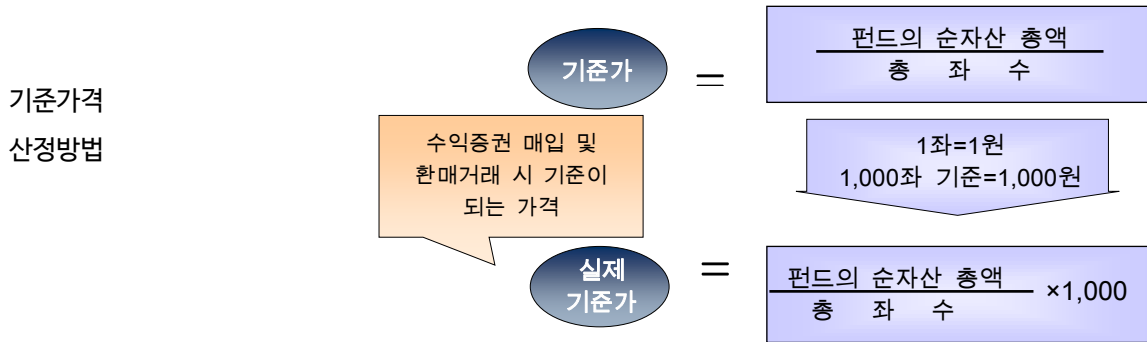 기준가격
산정방법
기준가
=
펀드의 순자산 총액
총 좌 수
수익증권 매입 및
환매거래 시 기준이
되는 가격
1좌=1원
1,000좌 기준=1,000원
실제
기준가
=
펀드의 순자산 총액
총 좌 수
×1,000